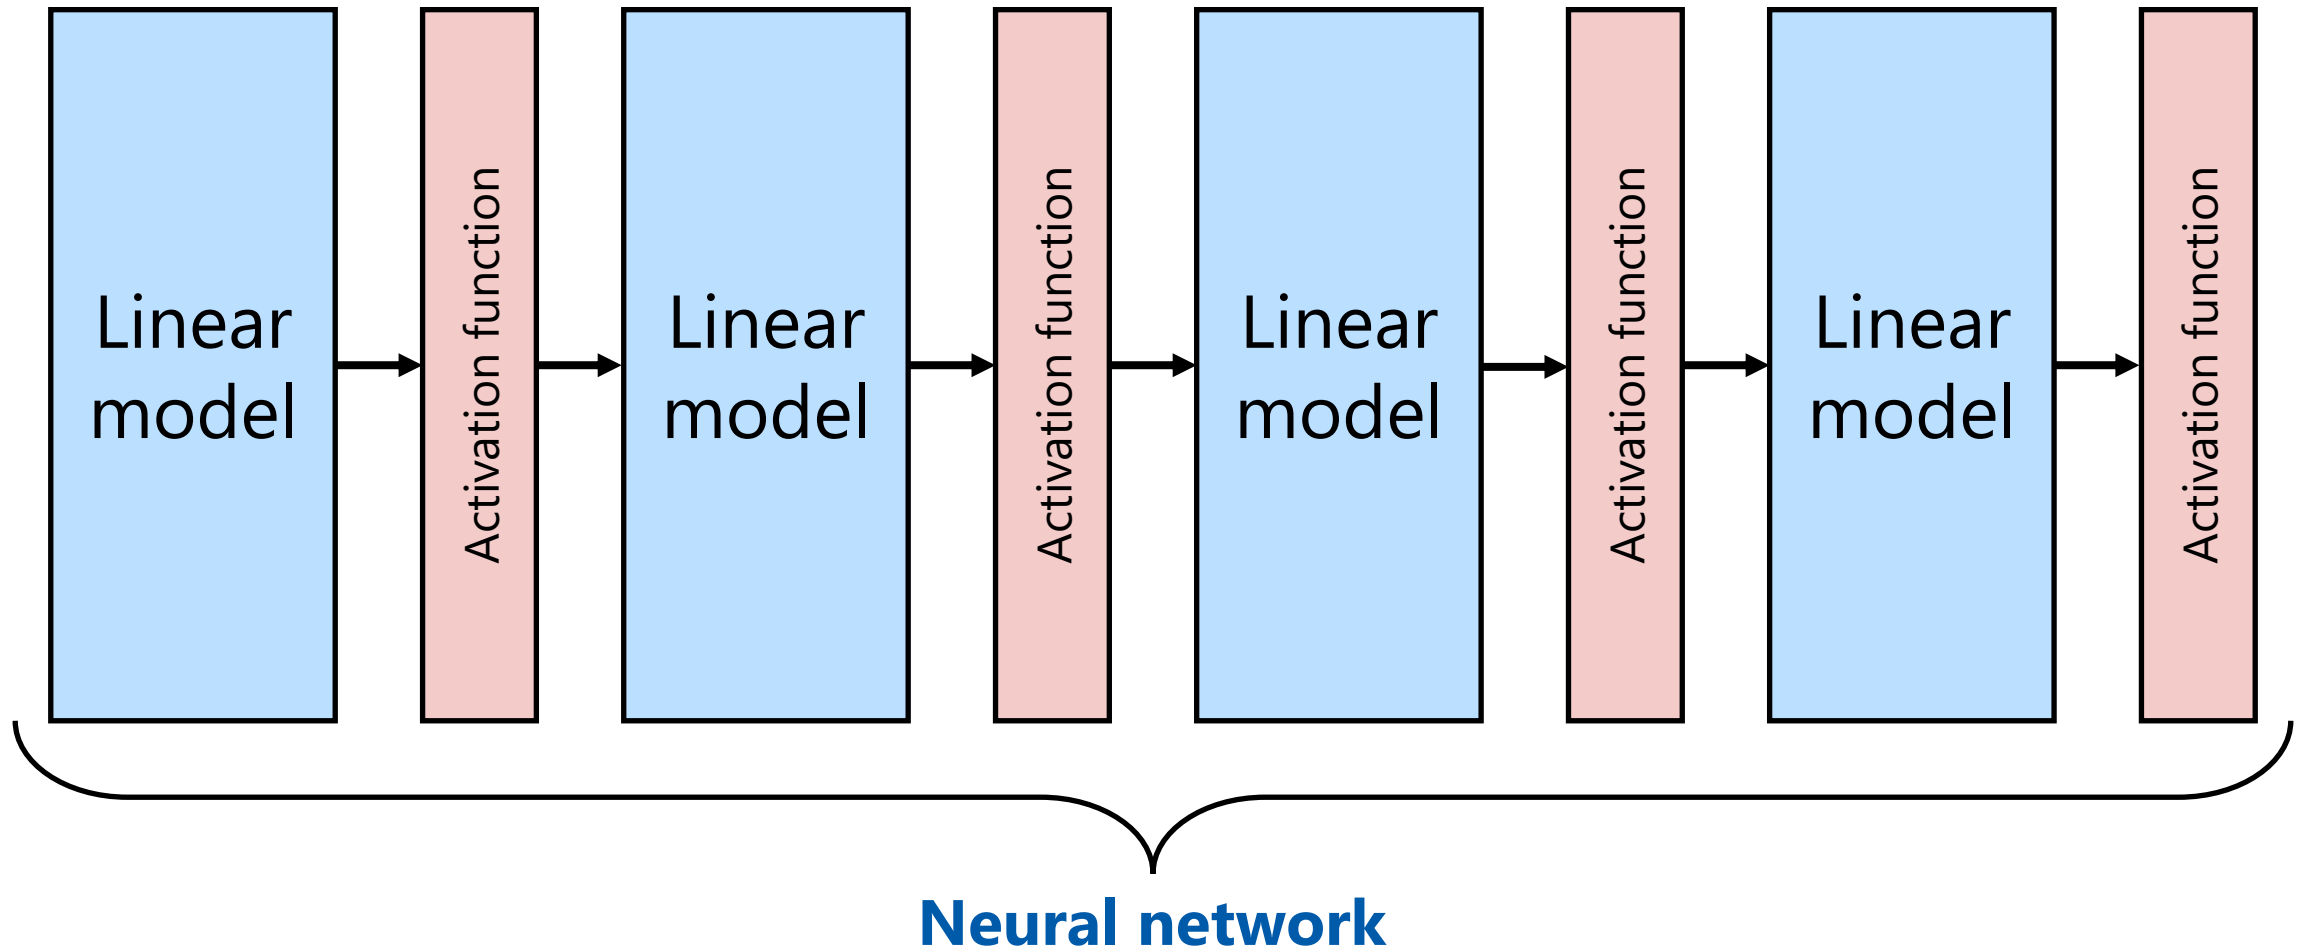 Linear
model
Activation function
Linear
model
Activation function
Linear
model
Activation function
Linear
model
Activation function
Neural network